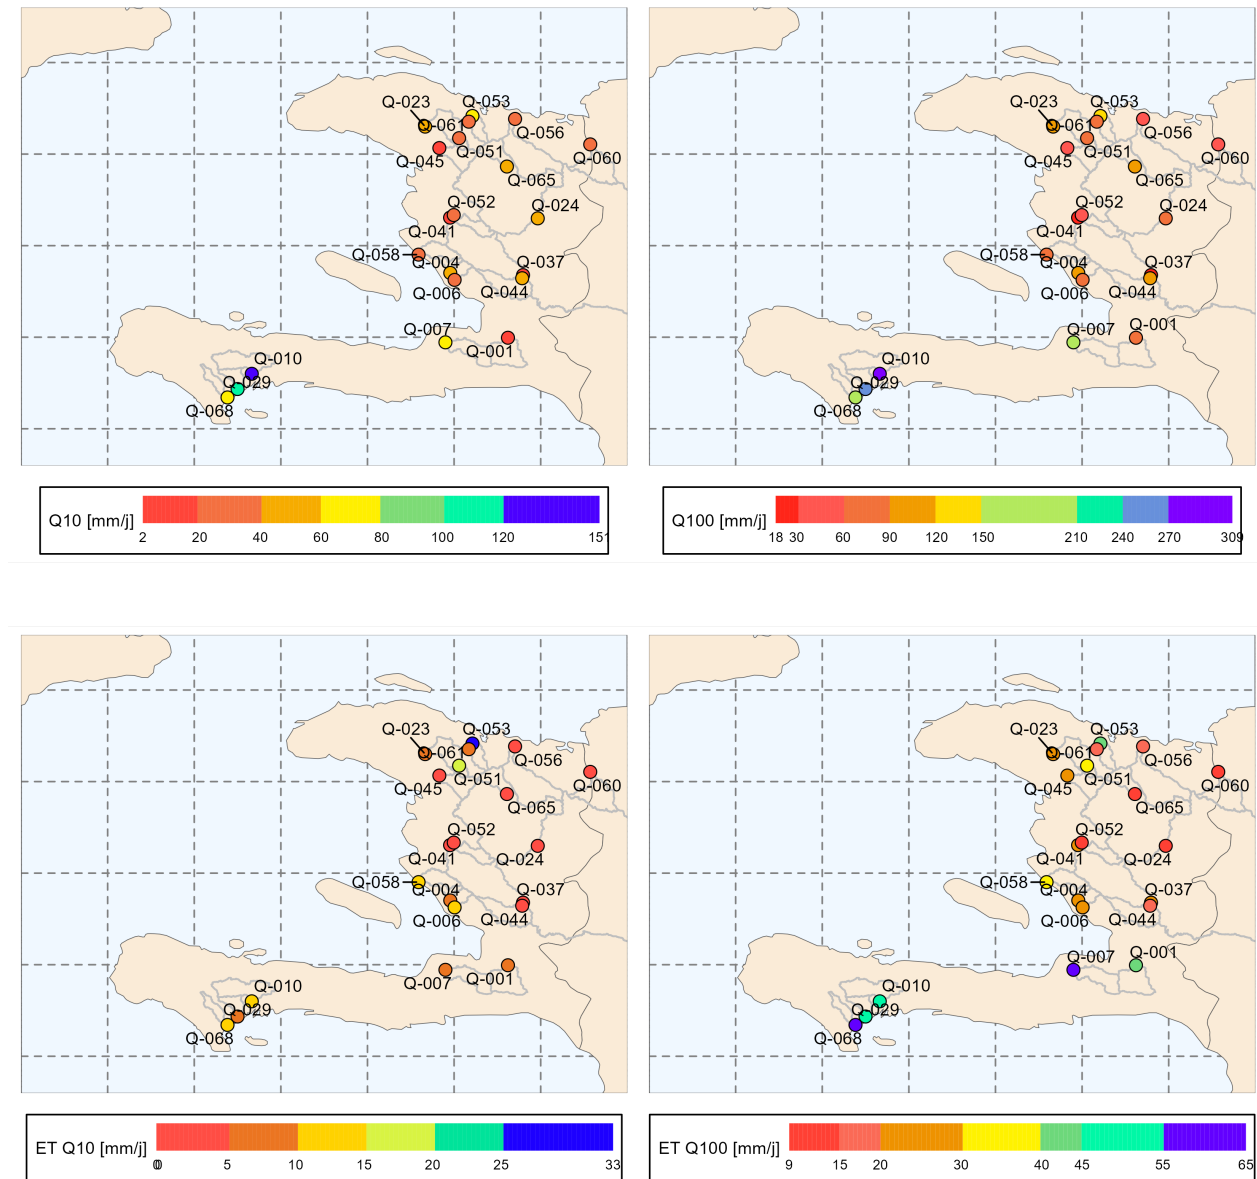 Q-023
Q-053
Q-061
Q-056
Q-045
Q-051
Q-060
Q-065
Q-052
Q-024
Q-041
Q-058
Q-004
Q-037
Q-006
Q-044
Q-007
Q-001
Q-010
Q-029
Q-068
Q10 [mm/j]
2 20 40 60 80 100 120 151
Q-023
Q-053
Q-061
Q-056
Q-045
Q-051
Q-060
Q-065
Q-052
Q-024
Q-041
Q-058
Q-004
Q-037
Q-006
Q-044
Q-007
Q-001
Q-010
Q-029
Q-068
Q100 [mm/j]
18 30 60 90 120 150 210 240 270 309
Q-023
Q-053
Q-061
Q-056
Q-045
Q-051
Q-060
Q-065
Q-052
Q-041
Q-024
Q-058
Q-004
Q-037
Q-006
Q-044
Q-007
Q-001
Q-010
Q-029
Q-068
ET Q10 [mm/j]
0 5 10 15 20 25 33
Q-023
Q-053
Q-061
Q-056
Q-045
Q-051
Q-060
Q-065
Q-052
Q-041
Q-024
Q-058
Q-004
Q-037
Q-006
Q-044
Q-007
Q-001
Q-010
Q-029
Q-068
ET Q100 [mm/j]
9 15 20 30 40 45 55 65